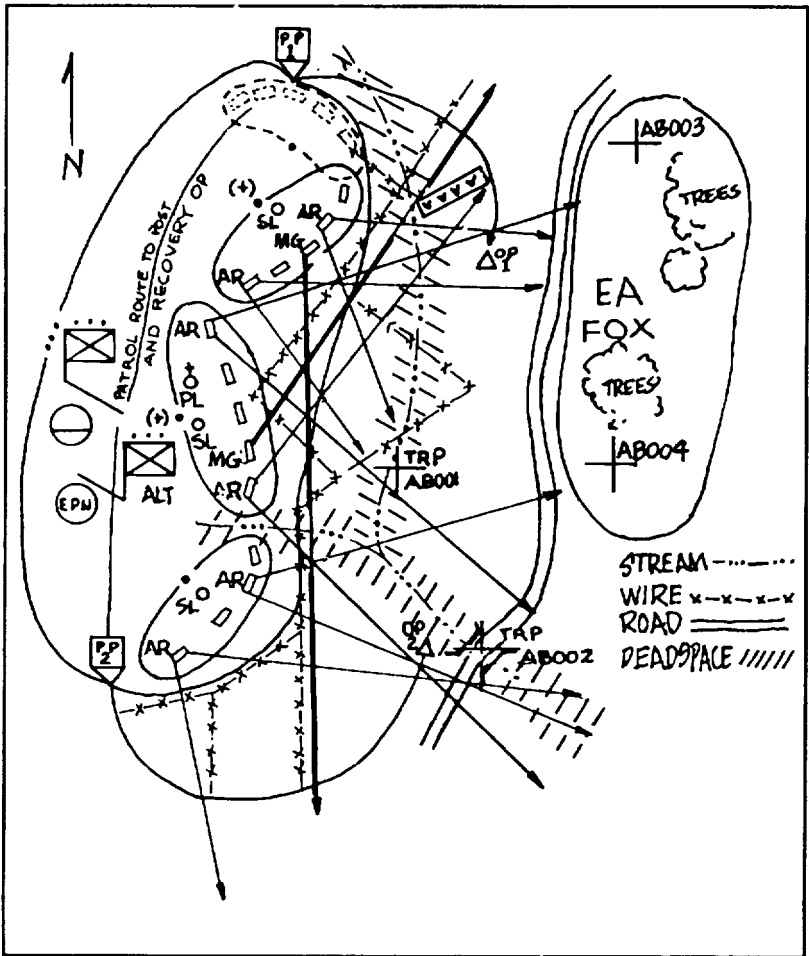 PP
1
N
PATROL ROUTE TO POST
AND RECOVERY OP
(+)
SL
AR
MG
AR
OP
1
AB003
TREES
EA
FOX
TREES
AB004
AR
PL
(+)
SL
MG
AR
ALT
EPW
TRP
AB001
AR
SL
AR
PP
2
OP
2
TRP
AB002
STREAM
WIRE
ROAD
DEADSPACE